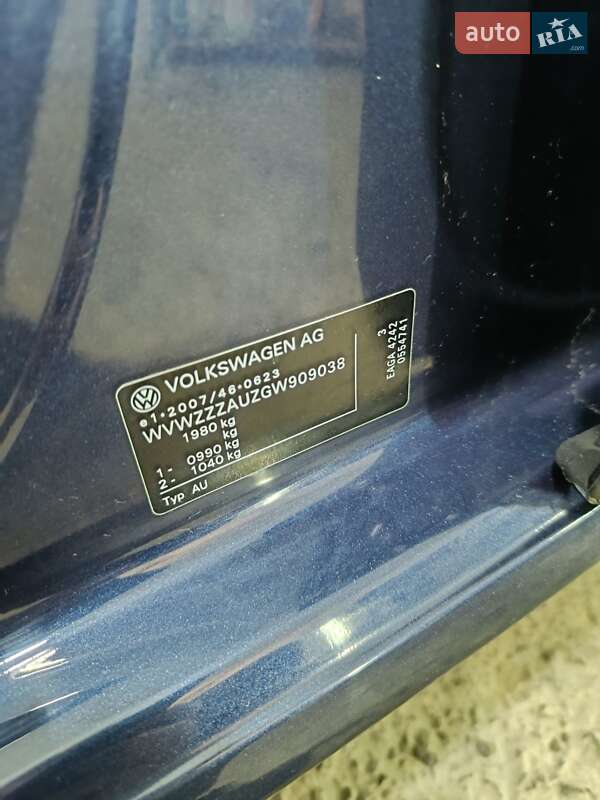 auto RIA
.com
VOLKSWAGEN AG
e1*2007/46*0623
WVWZZZAUZGW909038
1980 kg
kg
1- 0990 kg
2- 1040 kg
Typ AU
3
EAGA 4242
0554741